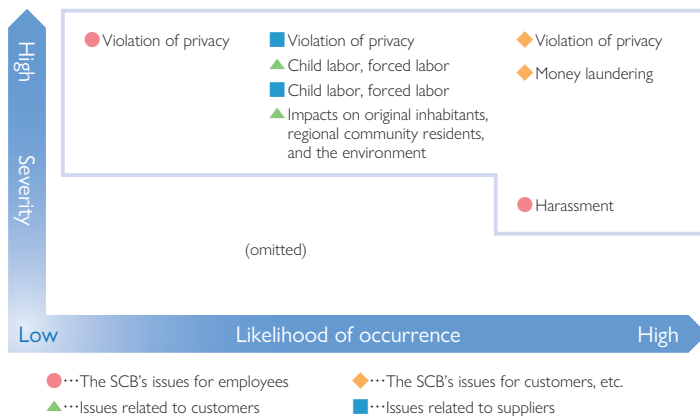 High
Severity
Violation of privacy
Violation of privacy
Child labor, forced labor
Child labor, forced labor
Impacts on original inhabitants,
regional community residents,
and the environment
Violation of privacy
Money laundering
Harassment
(omitted)
Low
Likelihood of occurrence
High
…The SCB's issues for employees
…The SCB's issues for customers, etc.
…Issues related to customers
…Issues related to suppliers